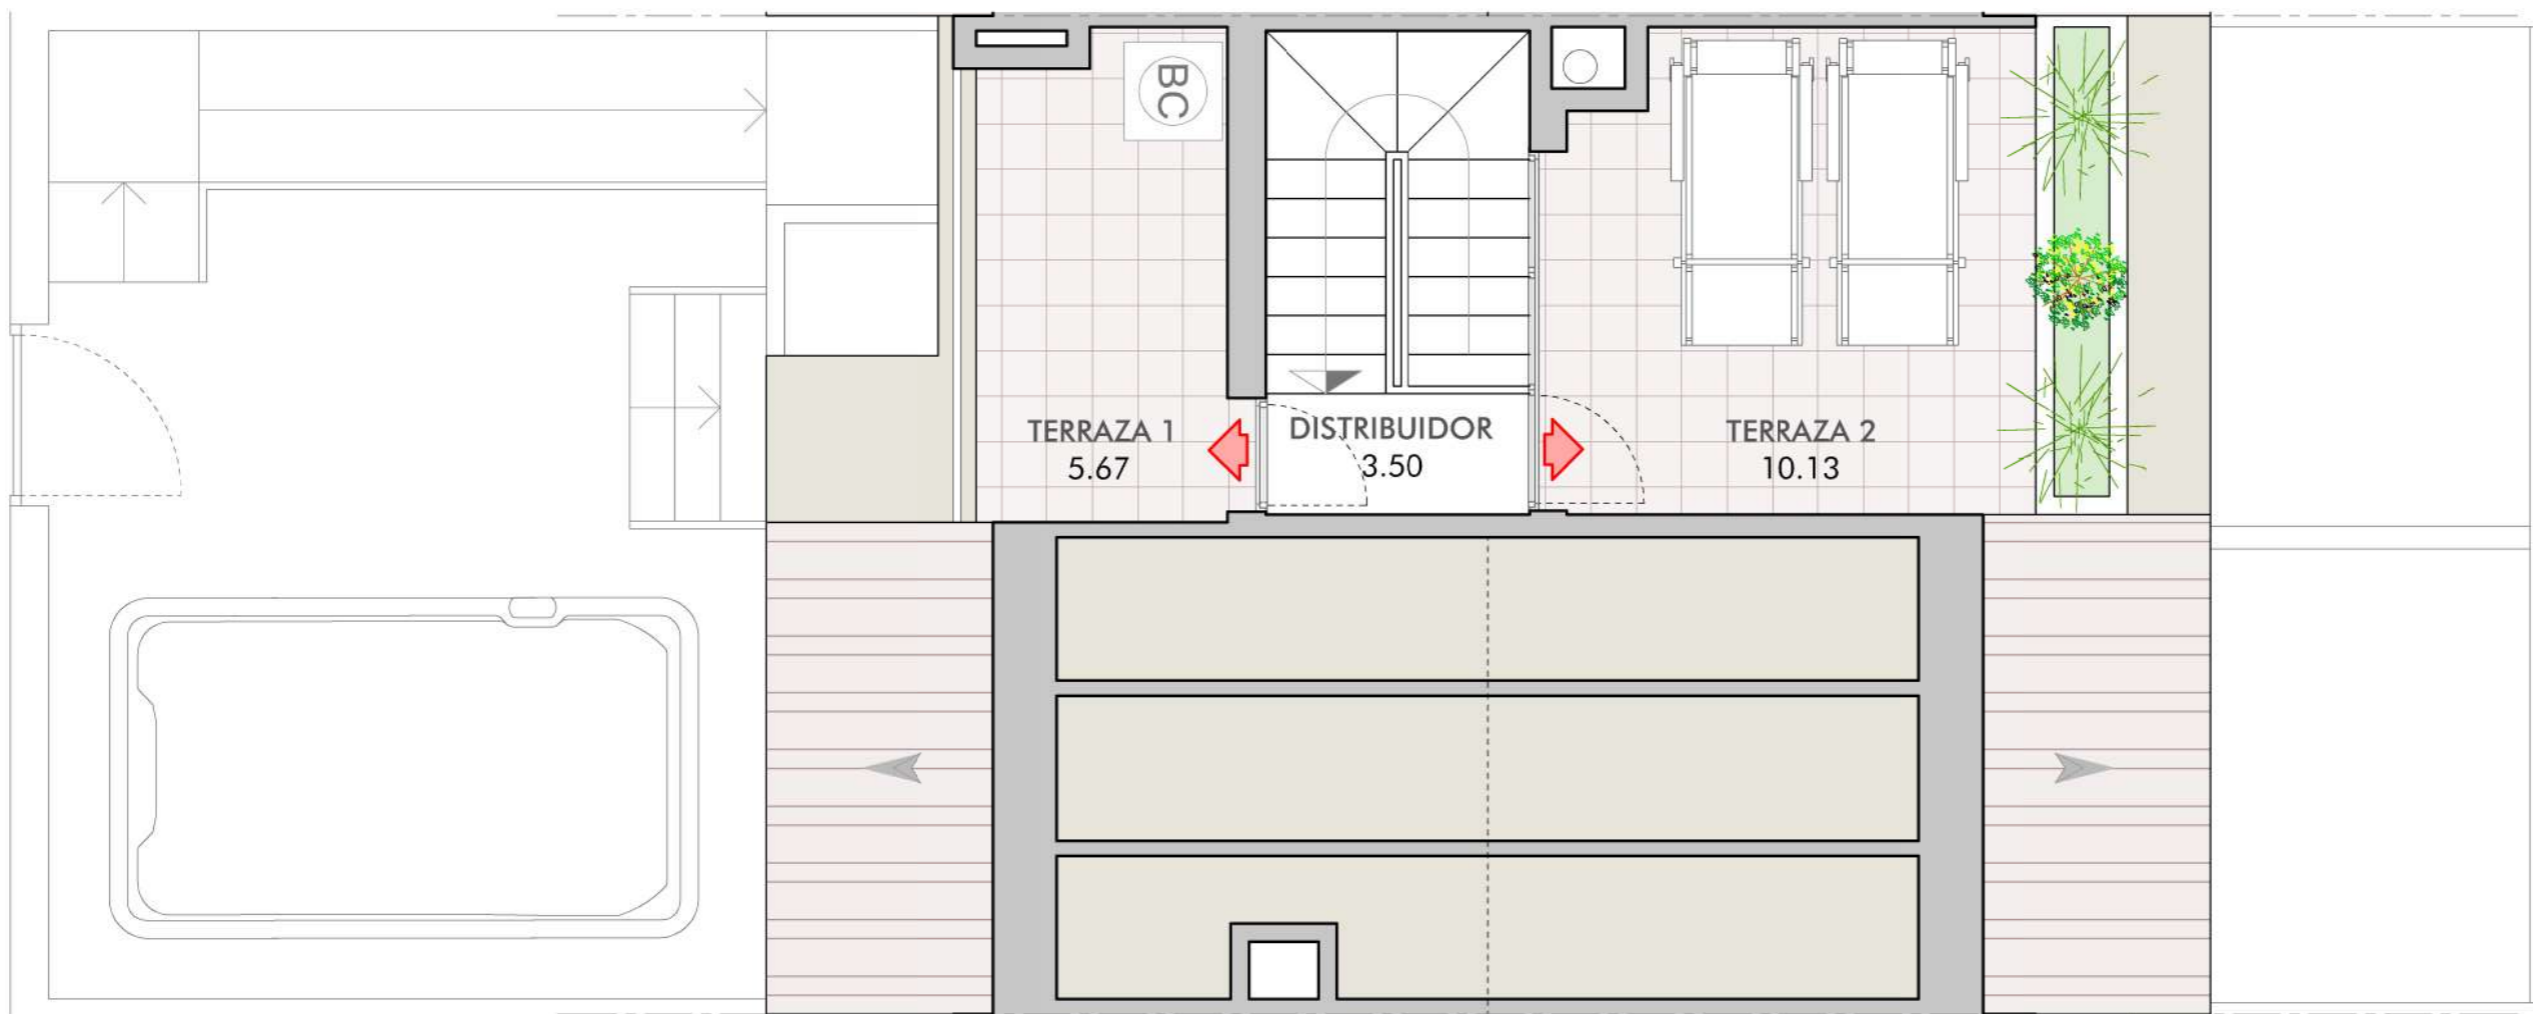 BC
TERRAZA 1
5.67
DISTRIBUIDOR
3.50
TERRAZA 2
10.13